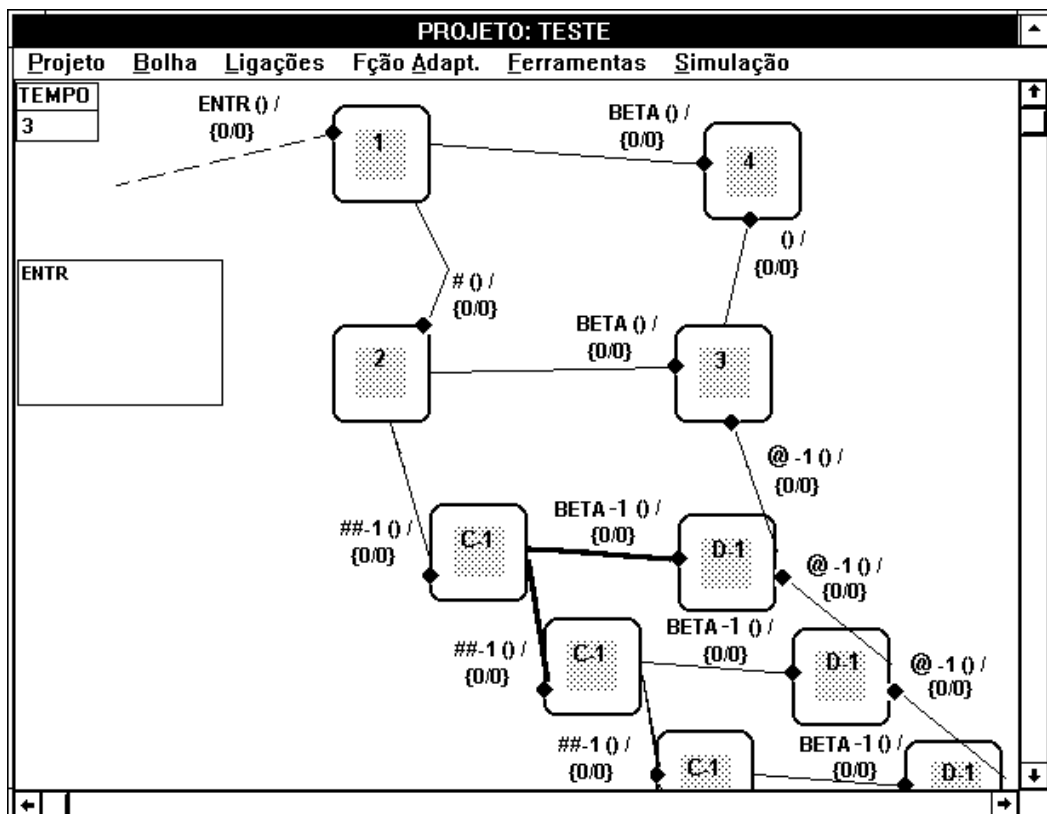 PROJETO: TESTE
Projeto Bolha Ligações Fção Adapt. Ferramentas Simulação
TEMPO
3
ENTR () /
{0/0}
1
BETA () /
{0/0}
4
() /
{0/0}
ENTR
# () /
{0/0}
2
BETA () /
{0/0}
3
@ -1 () /
{0/0}
##-1 () /
{0/0}
C-1
BETA -1 () /
{0/0}
D-1
@ -1 () /
{0/0}
##-1 () /
{0/0}
C-1
BETA -1 () /
{0/0}
D-1
@ -1 () /
{0/0}
##-1 () /
{0/0}
C-1
BETA -1 () /
{0/0}
D-1